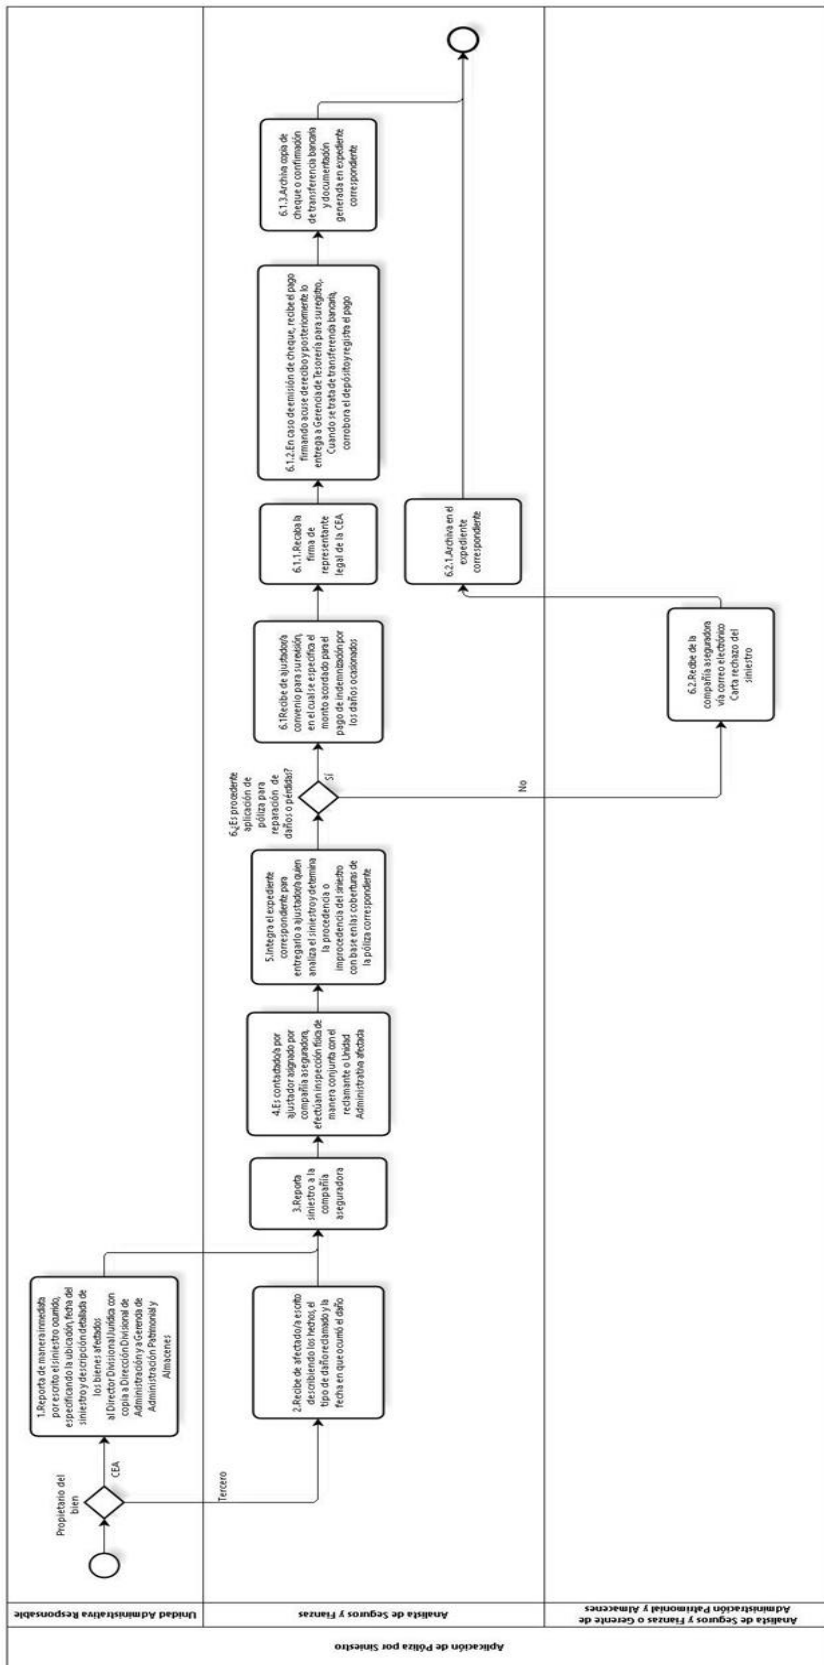 Aplicación de Póliza por Siniestro
Unidad Administrativa Responsable
Analista de Seguros y Fianzas
Analista de Seguros y Fianzas o Gerente de
Administración Patrimonial y Almacenes
Propietario del
bien
CEA
Tercero
1.Reporta de manera inmediata
por escrito el siniestro ocurrido,
especificando la ubicación, fecha del
siniestro y descripción detallada de
los bienes afectados
al Director Divisional Jurídica con
copia a Dirección Divisional de
Administración y a Gerencia de
Administración Patrimonial y
Almacenes
2.Recibe de afectado/a escrito
describiendo los hechos, el
tipo de daño reclamado y la
fecha en que ocurrió el daño
3.Reporta
siniestro a la
compañía
aseguradora
4.Es contactado/a por
ajustador asignado por
compañía aseguradora,
efectúan inspección física de
manera conjunta con el
reclamante o Unidad
Administrativa afectada
5.Integra el expediente
correspondiente para
entregarlo a ajustador/a quien
analiza el siniestro y determina
la procedencia o
improcedencia del siniestro
con base en las coberturas de
la póliza correspondiente
6.¿Es procedente
aplicación de
póliza para
reparación de
daños o pérdidas?
Sí
No
6.1Recibe de ajustador/a
convenio para su revisión,
en el cual se especifica el
monto acordado para el
pago de indemnización por
los daños ocasionados
6.1.1.Recaba la
firma de
representante
legal de la CEA
6.1.2.En caso de emisión de cheque, recibe el pago
firmando acuse de recibo y posteriormente lo
entrega a Gerencia de Tesorería para su registro,
Cuando se trata de transferencia bancaria,
corrobora el depósito y registra el pago
6.1.3.Archiva copia de
cheque o confirmación
de transferencia bancaria
y documentación
generada en expediente
correspondiente
6.2.Recibe de la
compañía aseguradora
vía correo electrónico
Carta rechazo del
siniestro
6.2.1.Archiva en el
expediente
correspondiente